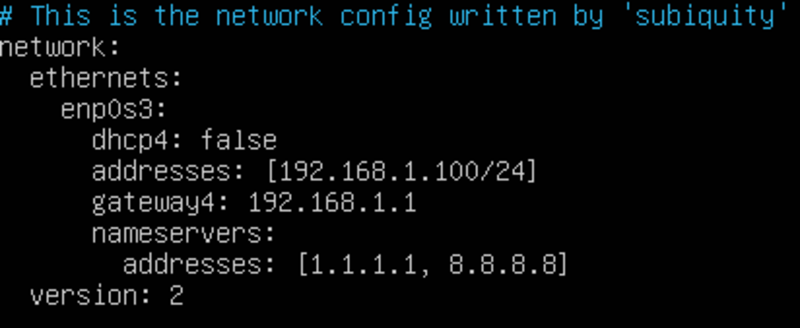 # This is the network config written by 'subiquity'
network:
  ethernets:
    enp0s3:
      dhcp4: false
      addresses: [192.168.1.100/24]
      gateway4: 192.168.1.1
      nameservers:
        addresses: [1.1.1.1, 8.8.8.8]
  version: 2